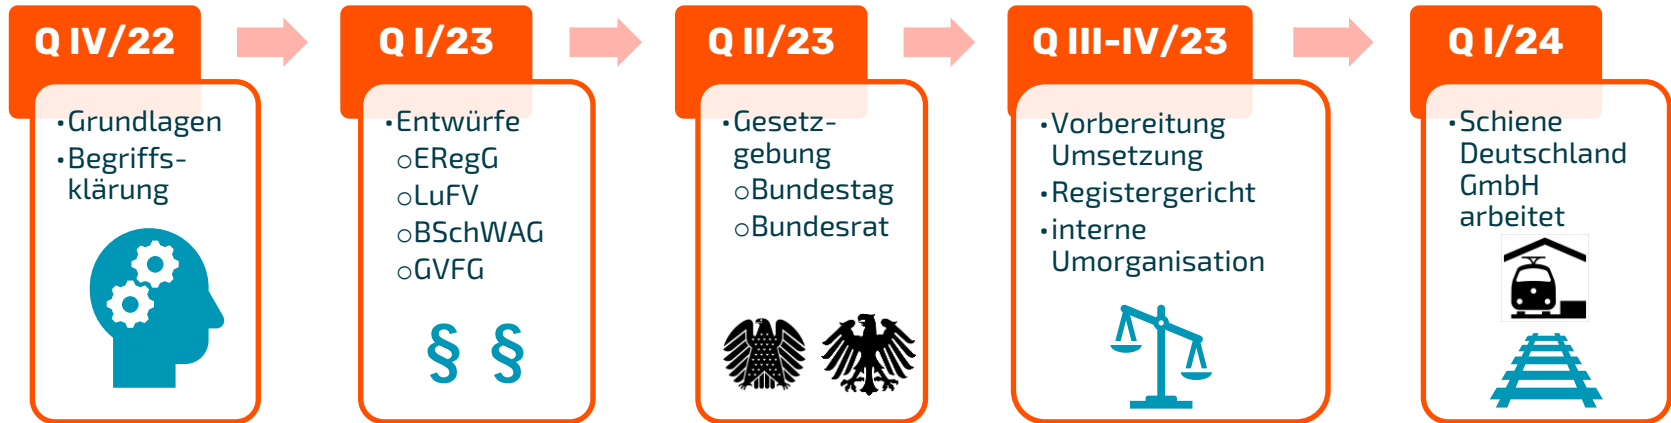 Q IV/22
•Grundlagen
•Begriffs-
klärung
Q I/23
•Entwürfe
oERegG
oLuFV
oBSchWAG
oGVFG
§ §
Q II/23
•Gesetz-
gebung
oBundestag
oBundesrat
Q III-IV/23
•Vorbereitung
Umsetzung
•Registergericht
•interne
Umorganisation
Q I/24
•Schiene
Deutschland
GmbH
arbeitet